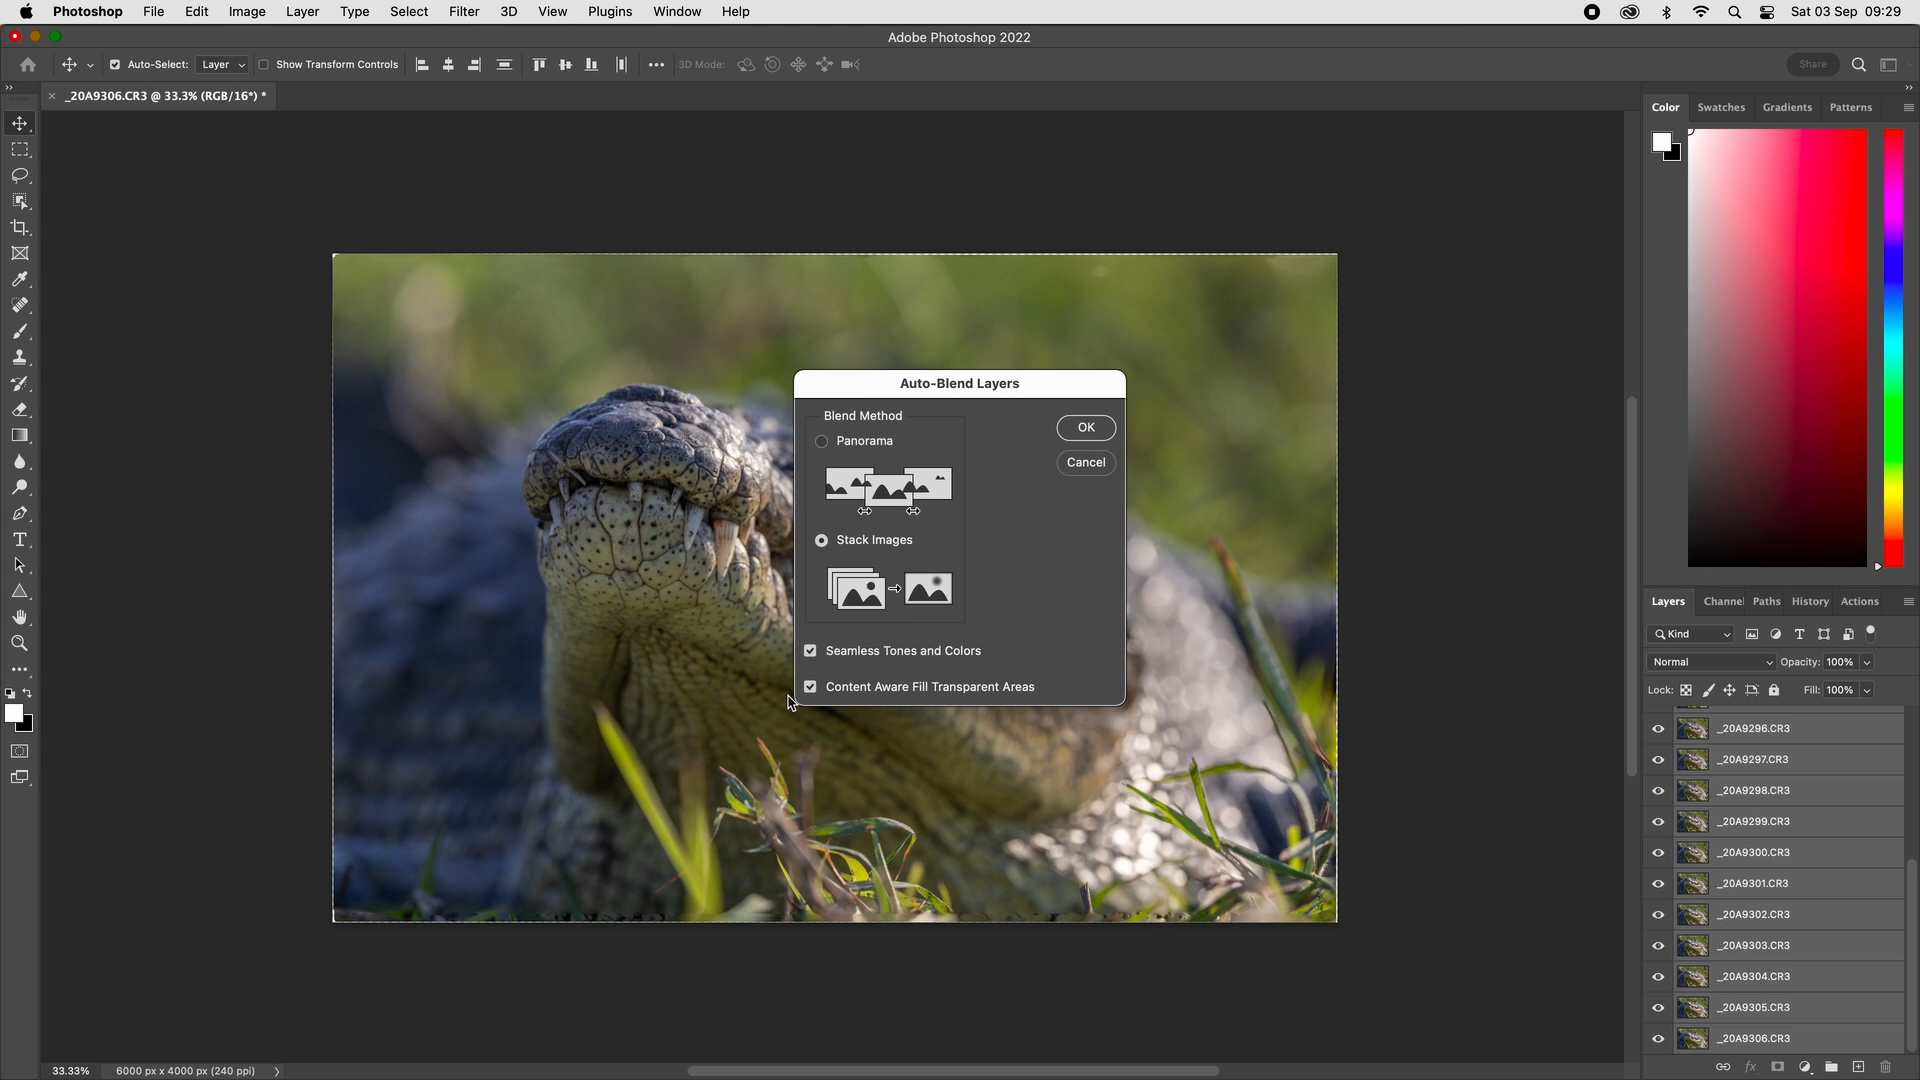 Photoshop File Edit Image Layer Type Select Filter 3D View Plugins Window Help Sat 03 Sep 09:29
Adobe Photoshop 2022
Auto-Select: Layer Show Transform Controls 3D Mode: Share
_20A9306.CR3 @ 33.3% (RGB/16*) *
Color Swatches Gradients Patterns
Auto-Blend Layers
Blend Method
Panorama
OK
Cancel
Stack Images
Seamless Tones and Colors
Content Aware Fill Transparent Areas
Layers Channel Paths History Actions
Kind
Normal Opacity: 100%
Lock: Fill: 100%
_20A9296.CR3
_20A9297.CR3
_20A9298.CR3
_20A9299.CR3
_20A9300.CR3
_20A9301.CR3
_20A9302.CR3
_20A9303.CR3
_20A9304.CR3
_20A9305.CR3
_20A9306.CR3
33.33% 6000 px x 4000 px (240 ppi)